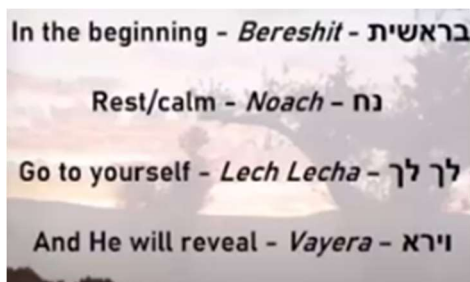 In the beginning - Bereshit - בראשית
Rest/calm - Noach - נח
Go to yourself - Lech Lecha - לך לך
And He will reveal - Vayera - וירא